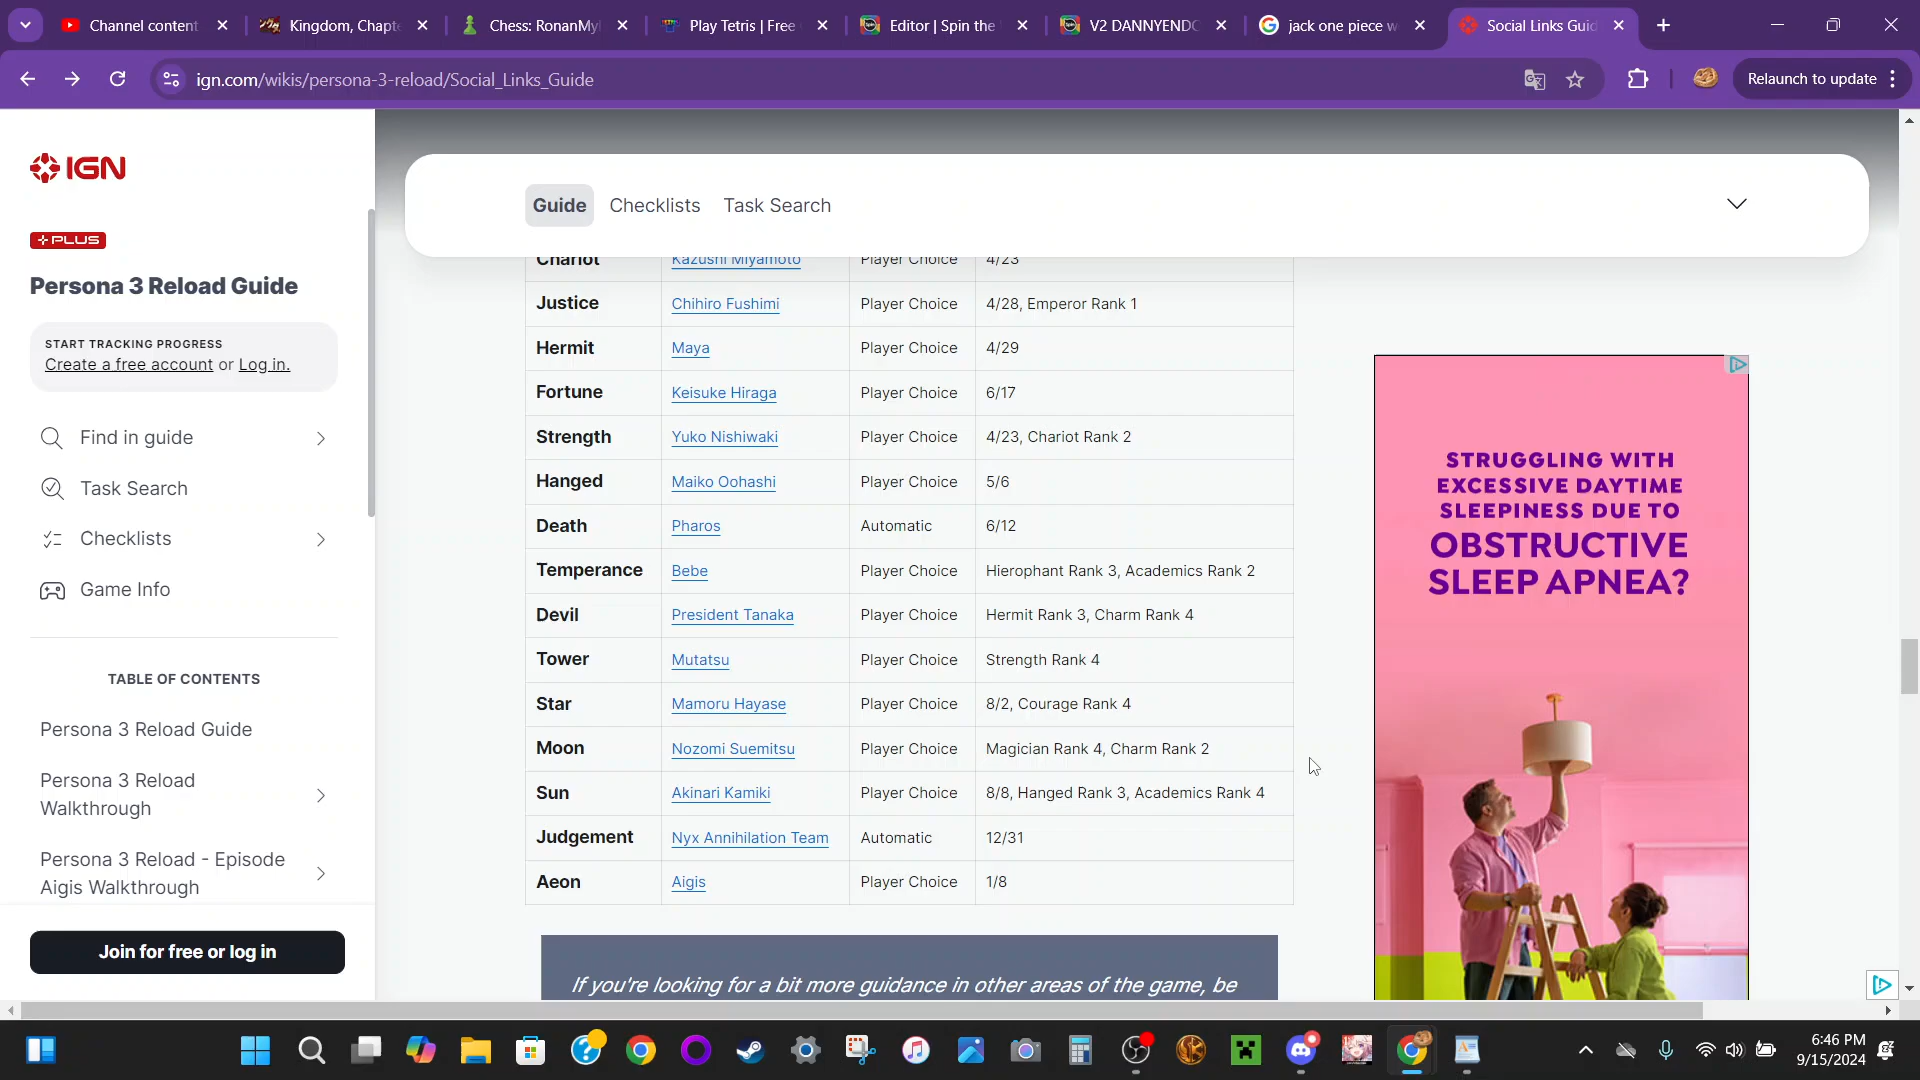 Channel content
Kingdom, Chapte
Chess: RonanMy
Play Tetris | Free
Editor | Spin the
V2 DANNYENDC
jack one piece w
Social Links Guid
ign.com/wikis/persona-3-reload/Social_Links_Guide
Relaunch to update
IGN
+PLUS
Persona 3 Reload Guide
START TRACKING PROGRESS
Create a free account or Log in.
Find in guide
Task Search
Checklists
Game Info
TABLE OF CONTENTS
Persona 3 Reload Guide
Persona 3 Reload
Walkthrough
Persona 3 Reload - Episode
Aigis Walkthrough
Join for free or log in
Guide Checklists Task Search
Chariot Kazushi Miyamoto Player Choice 4/23
Justice Chihiro Fushimi Player Choice 4/28, Emperor Rank 1
Hermit Maya Player Choice 4/29
Fortune Keisuke Hiraga Player Choice 6/17
Strength Yuko Nishiwaki Player Choice 4/23, Chariot Rank 2
Hanged Maiko Oohashi Player Choice 5/6
Death Pharos Automatic 6/12
Temperance Bebe Player Choice Hierophant Rank 3, Academics Rank 2
Devil President Tanaka Player Choice Hermit Rank 3, Charm Rank 4
Tower Mutatsu Player Choice Strength Rank 4
Star Mamoru Hayase Player Choice 8/2, Courage Rank 4
Moon Nozomi Suemitsu Player Choice Magician Rank 4, Charm Rank 2
Sun Akinari Kamiki Player Choice 8/8, Hanged Rank 3, Academics Rank 4
Judgement Nyx Annihilation Team Automatic 12/31
Aeon Aigis Player Choice 1/8
If you're looking for a bit more guidance in other areas of the game, be
STRUGGLING WITH
EXCESSIVE DAYTIME
SLEEPINESS DUE TO
OBSTRUCTIVE
SLEEP APNEA?
6:46 PM
9/15/2024